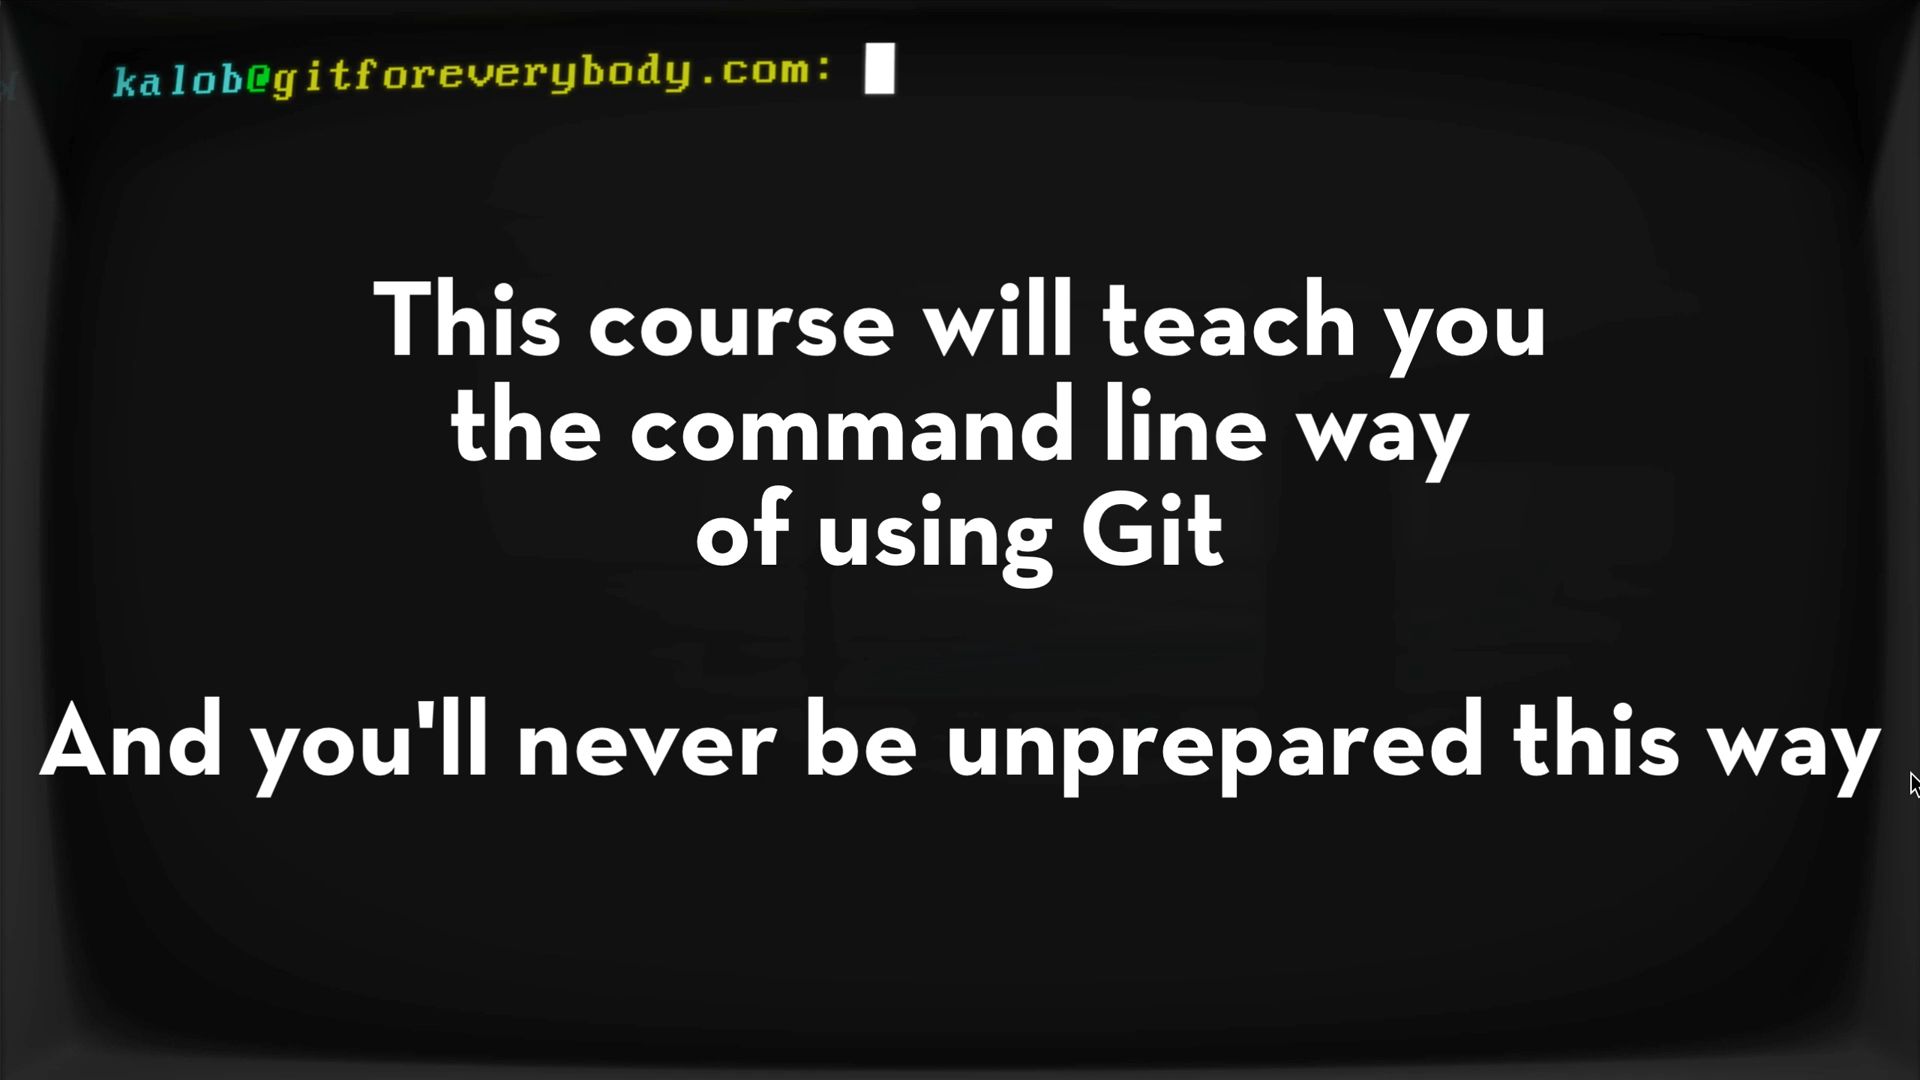 kalob@gitforeverybody.com:
This course will teach you
the command line way
of using Git
And you'll never be unprepared this way